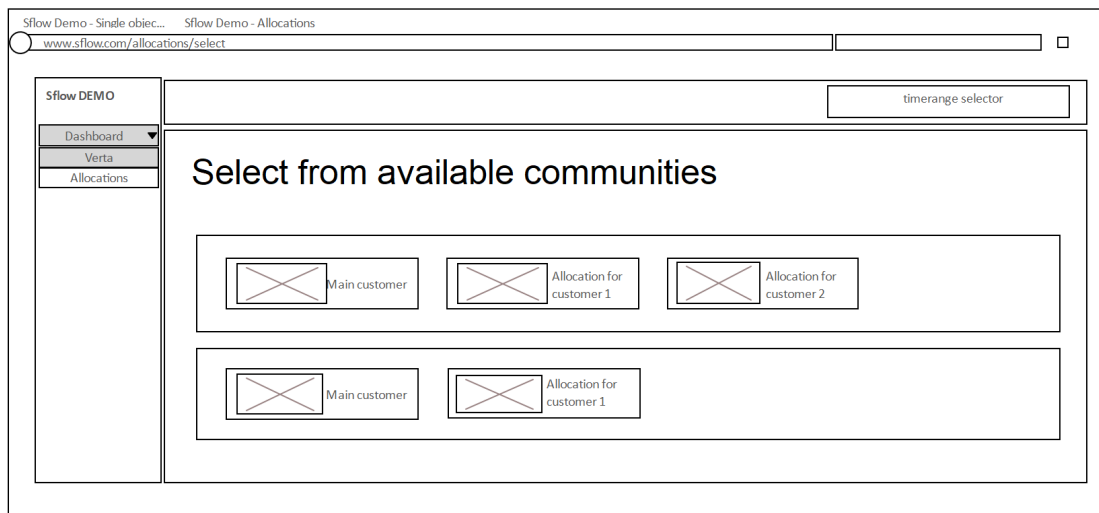 Sflow Demo - Single objec...
Sflow Demo - Allocations
www.sflow.com/allocations/select
Sflow DEMO
timerange selector
Dashboard
Verta
Allocations
Select from available communities
Main customer
Allocation for
customer 1
Allocation for
customer 2
Main customer
Allocation for
customer 1